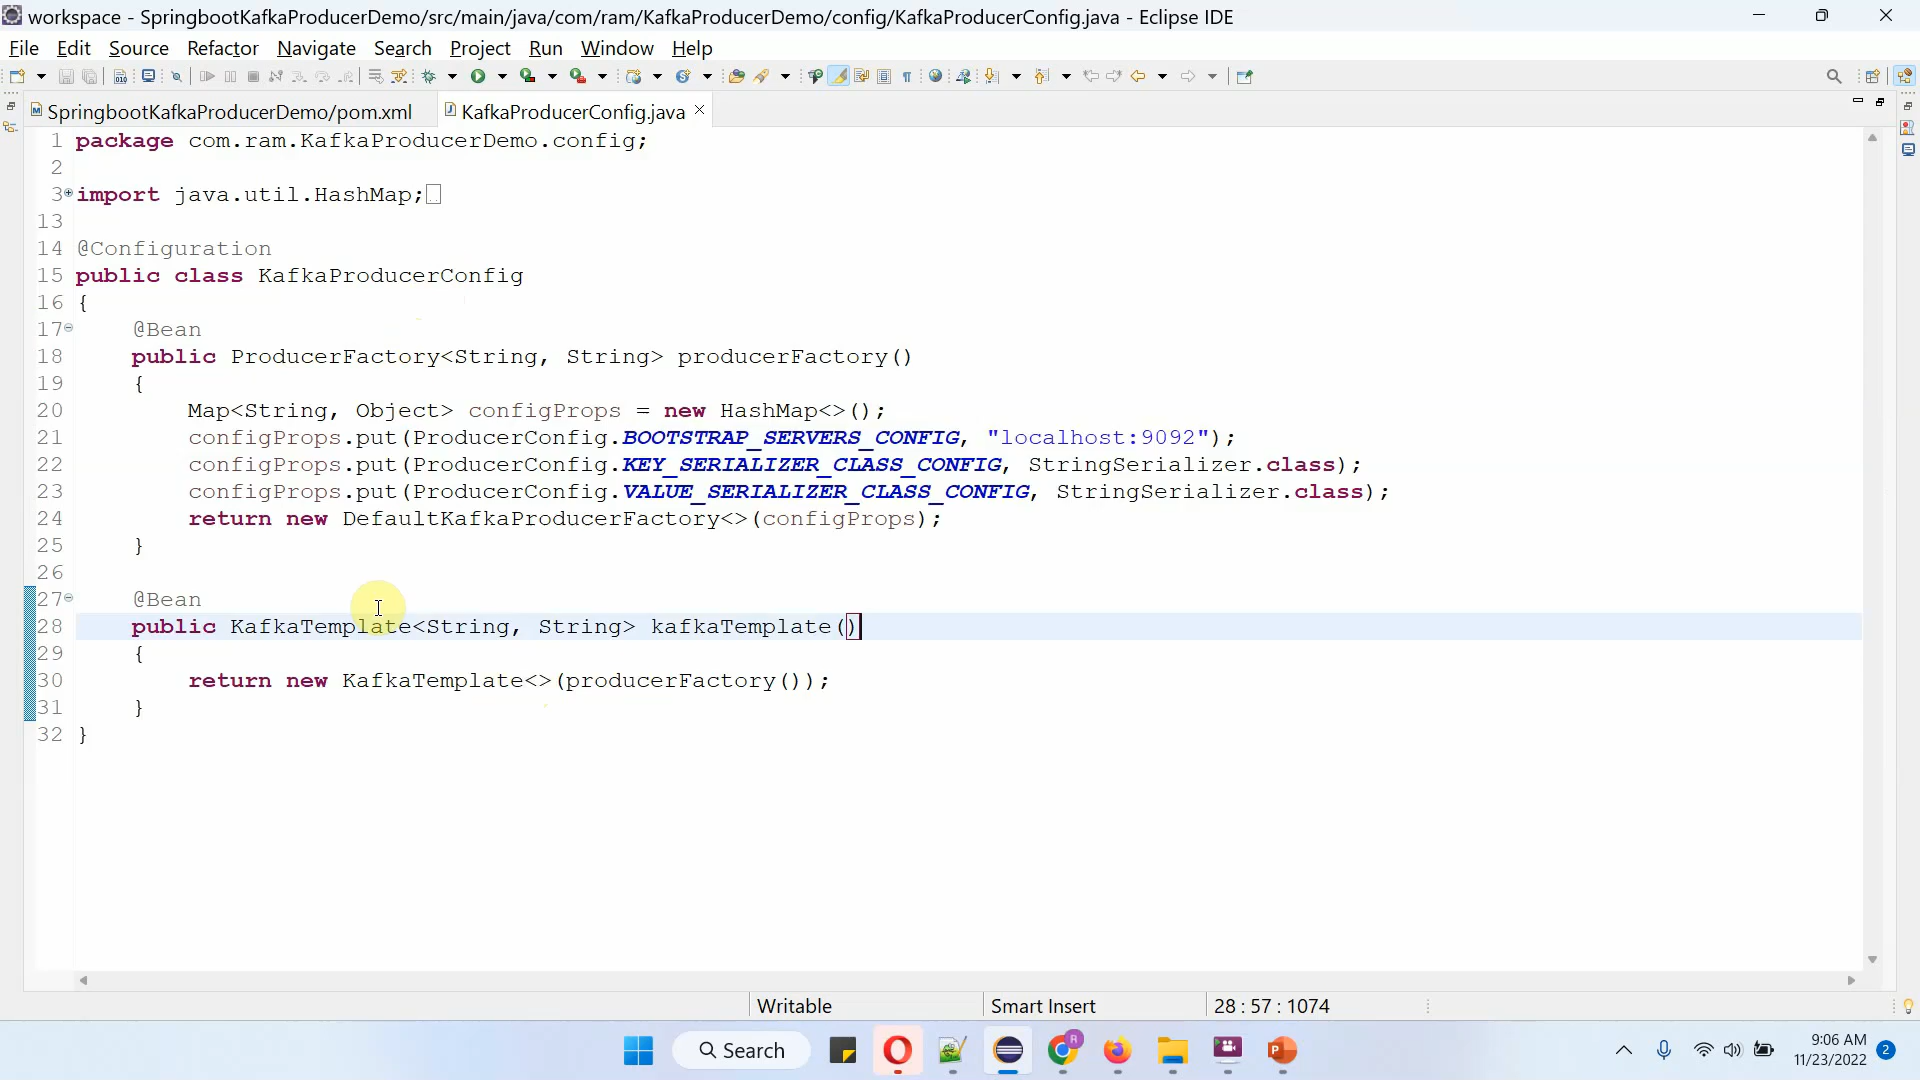 workspace - SpringbootKafkaProducerDemo/src/main/java/com/ram/KafkaProducerDemo/config/KafkaProducerConfig.java - Eclipse IDE
File Edit Source Refactor Navigate Search Project Run Window Help
SpringbootKafkaProducerDemo/pom.xml KafkaProducerConfig.java
1 package com.ram.KafkaProducerDemo.config;
2
3 import java.util.HashMap;
13
14 @Configuration
15 public class KafkaProducerConfig
16 {
17 @Bean
18 public ProducerFactory<String, String> producerFactory()
19 {
20 Map<String, Object> configProps = new HashMap<>();
21 configProps.put(ProducerConfig.BOOTSTRAP_SERVERS_CONFIG, "localhost:9092");
22 configProps.put(ProducerConfig.KEY_SERIALIZER_CLASS_CONFIG, StringSerializer.class);
23 configProps.put(ProducerConfig.VALUE_SERIALIZER_CLASS_CONFIG, StringSerializer.class);
24 return new DefaultKafkaProducerFactory<>(configProps);
25 }
26
27 @Bean
28 public KafkaTemplate<String, String> kafkaTemplate()
29 {
30 return new KafkaTemplate<>(producerFactory());
31 }
32 }
Writable Smart Insert 28 : 57 : 1074
Search
9:06 AM
11/23/2022
2